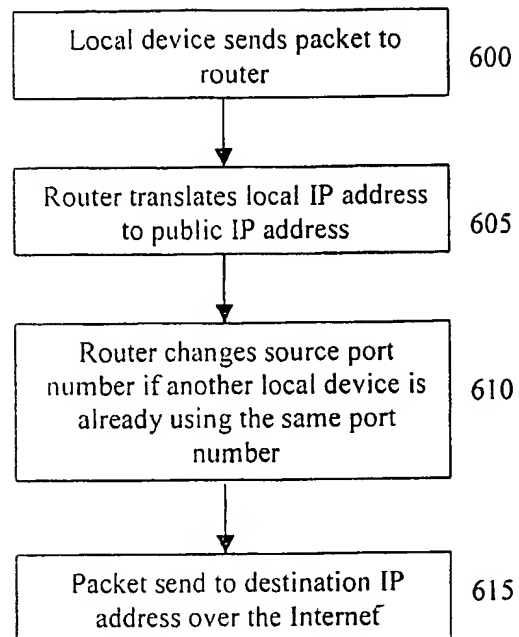 Local device sends packet to
router
600
Router translates local IP address
to public IP address
605
Router changes source port
number if another local device is
already using the same port
number
610
Packet send to destination IP
address over the Internet
615